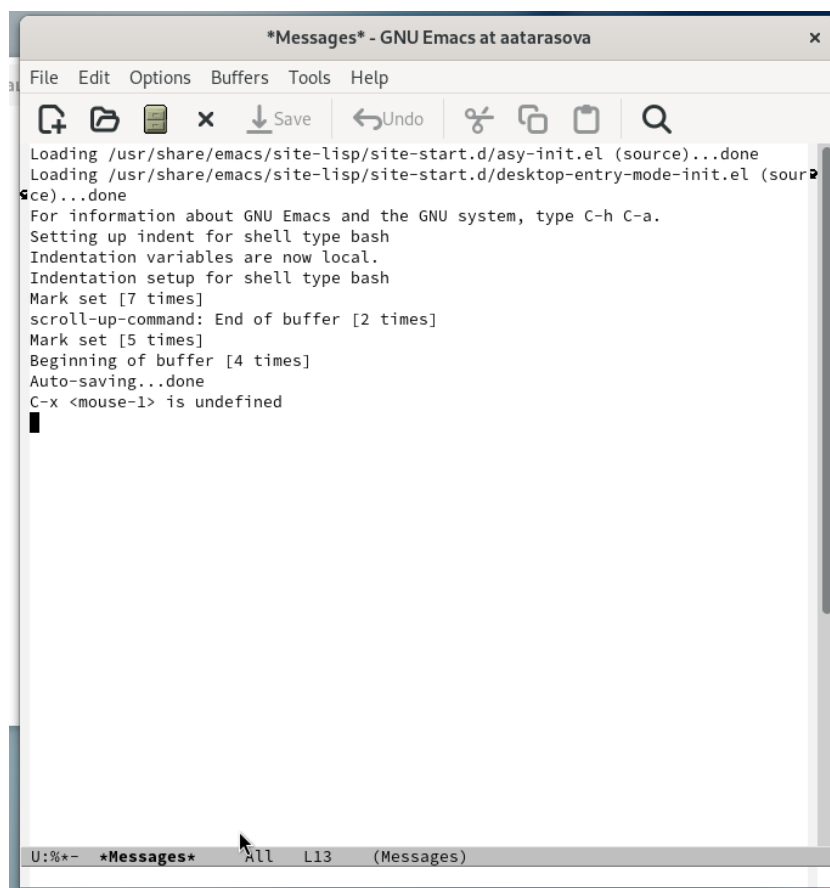 *Messages* - GNU Emacs at aatarasova
File Edit Options Buffers Tools Help
Save Undo
Loading /usr/share/emacs/site-lisp/site-start.d/asy-init.el (source)...done
Loading /usr/share/emacs/site-lisp/site-start.d/desktop-entry-mode-init.el (sour
ce)...done
For information about GNU Emacs and the GNU system, type C-h C-a.
Setting up indent for shell type bash
Indentation variables are now local.
Indentation setup for shell type bash
Mark set [7 times]
scroll-up-command: End of buffer [2 times]
Mark set [5 times]
Beginning of buffer [4 times]
Auto-saving...done
C-x <mouse-1> is undefined
U:%*- *Messages* All L13 (Messages)